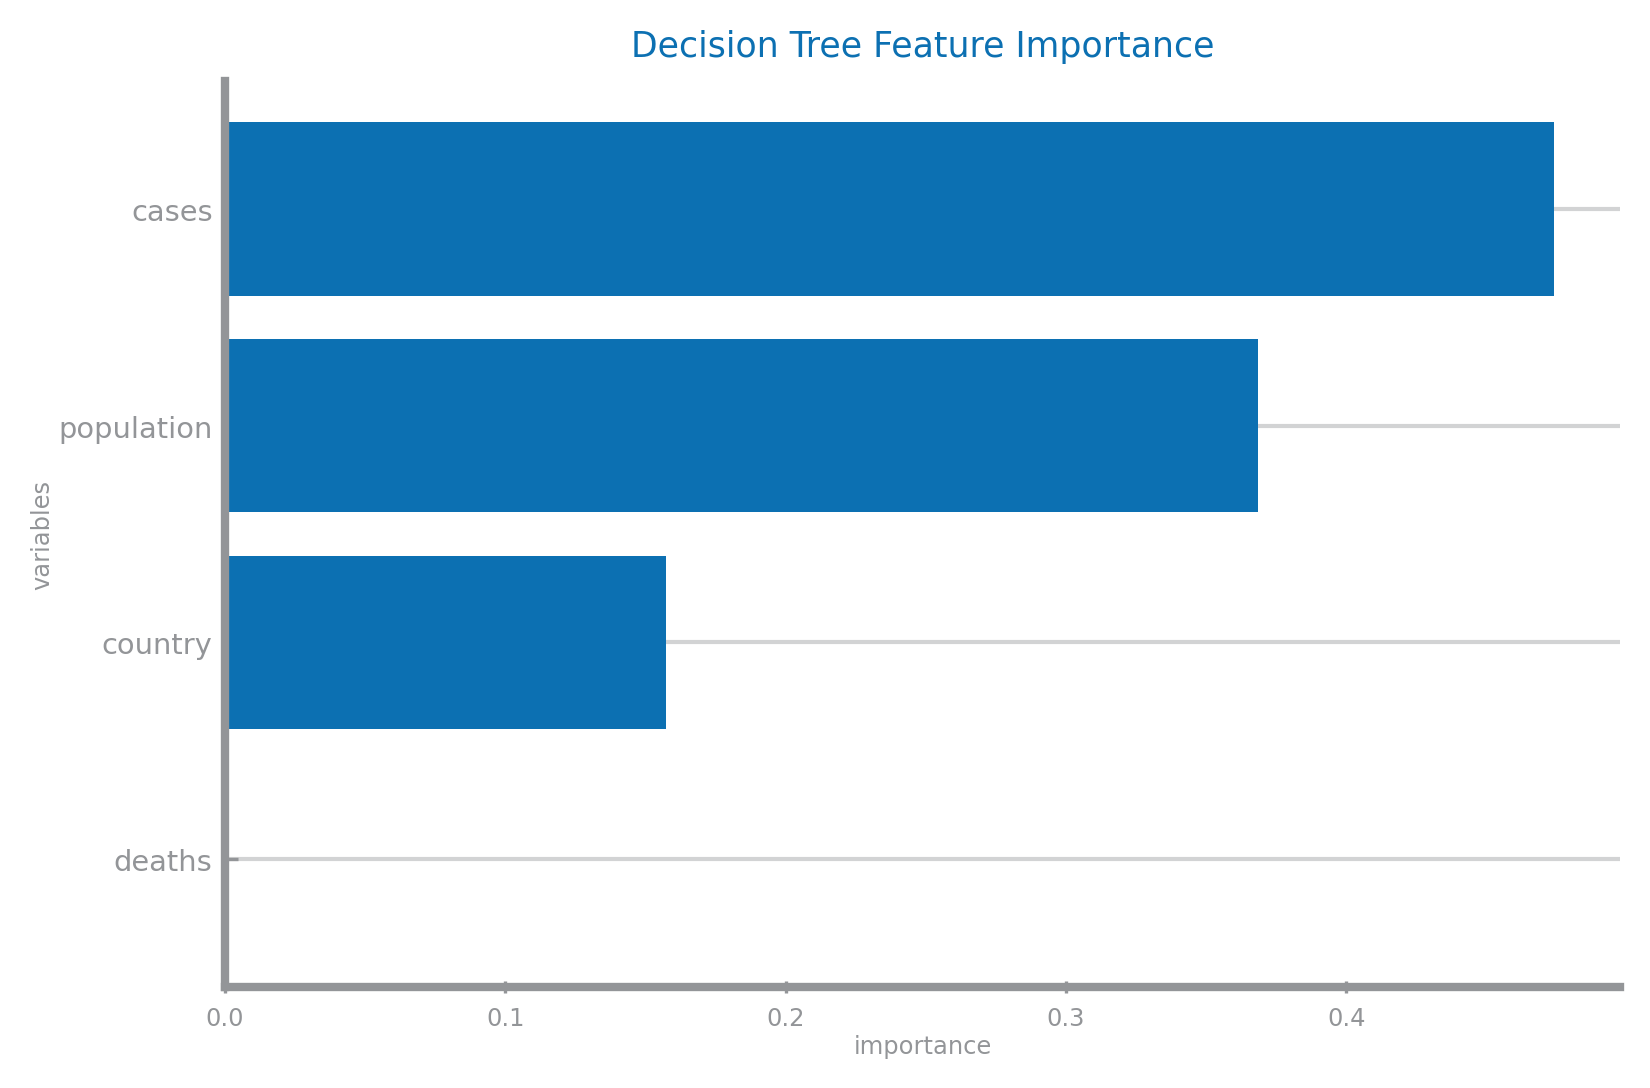 Decision Tree Feature Importance
cases
population
country
deaths
variables
0.0 0.1 0.2 0.3 0.4
importance